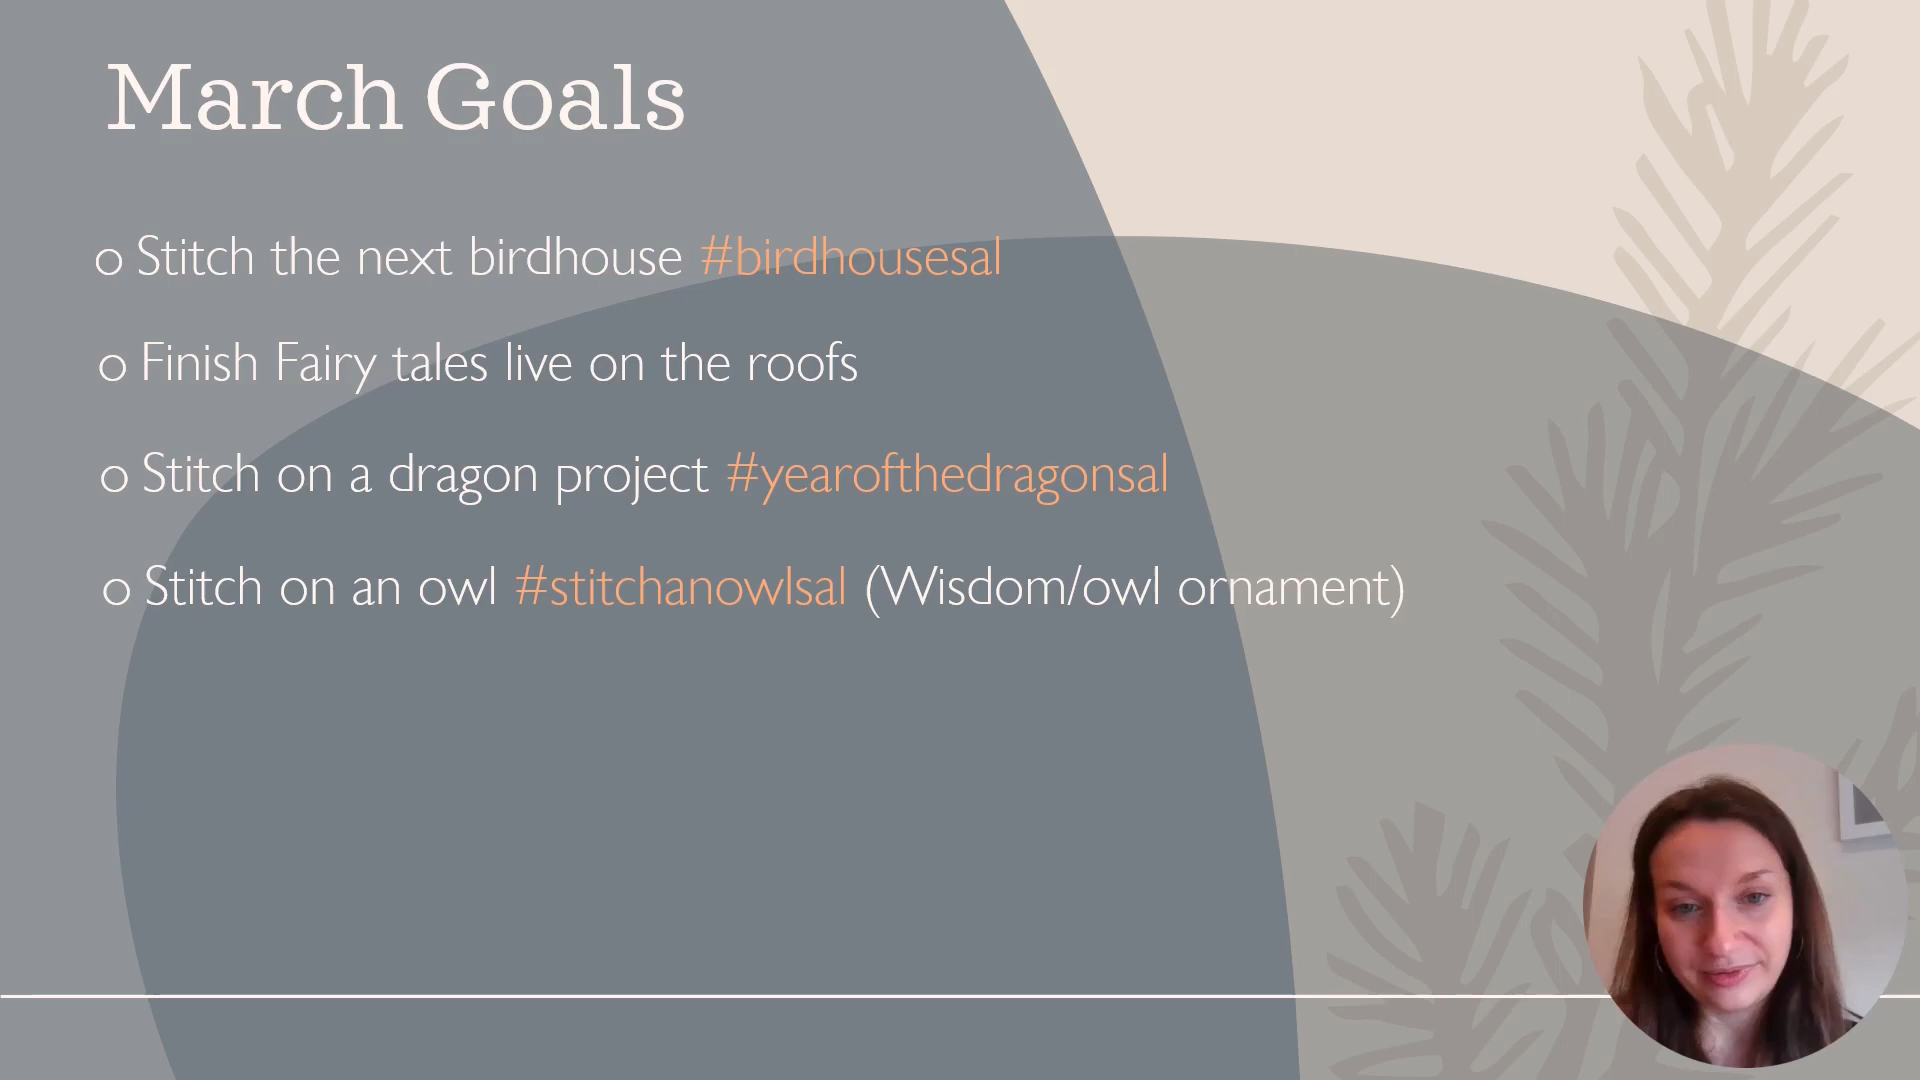 March Goals
o Stitch the next birdhouse #birdhousesal
o Finish Fairy tales live on the roofs
o Stitch on a dragon project #yearofthedragonsal
o Stitch on an owl #stitchanowlsal (Wisdom/owl ornament)